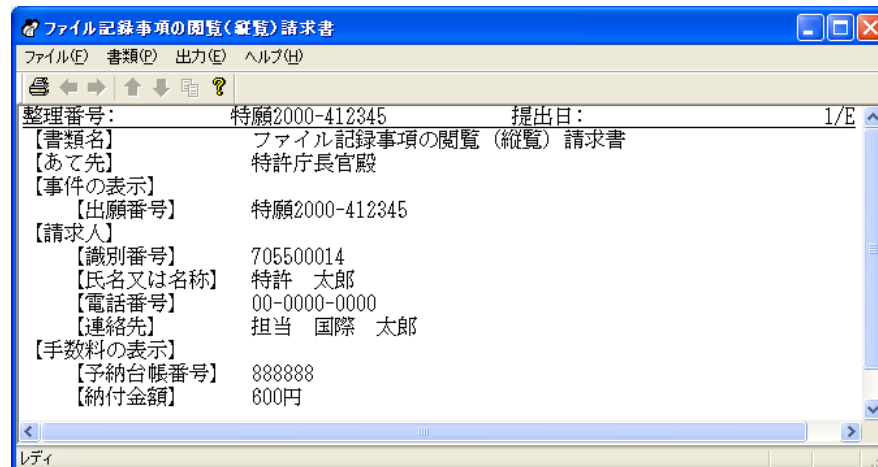 ファイル記録事項の閲覧(縦覧)請求書
ファイル(F) 書類(P) 出力(E) ヘルプ(H)
整理番号: 特願2000-412345 提出日: 1/E
【書類名】 ファイル記録事項の閲覧（縦覧）請求書
【あて先】 特許庁長官殿
【事件の表示】
【出願番号】 特願2000-412345
【請求人】
【識別番号】 705500014
【氏名又は名称】 特許 太郎
【電話番号】 00-0000-0000
【連絡先】 担当 国際 太郎
【手数料の表示】
【予納台帳番号】 888888
【納付金額】 600円
レディ